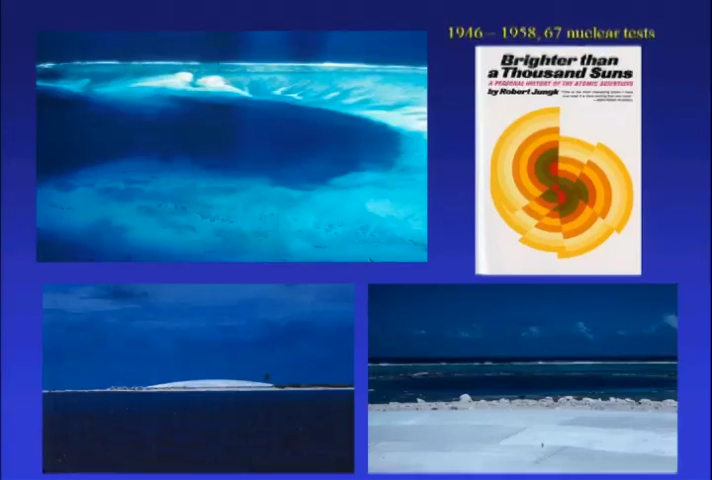 1946 – 1958, 67 nuclear tests
Brighter than
a Thousand Suns
A PERSONAL HISTORY OF THE ATOMIC SCIENTISTS
by Robert Jungk